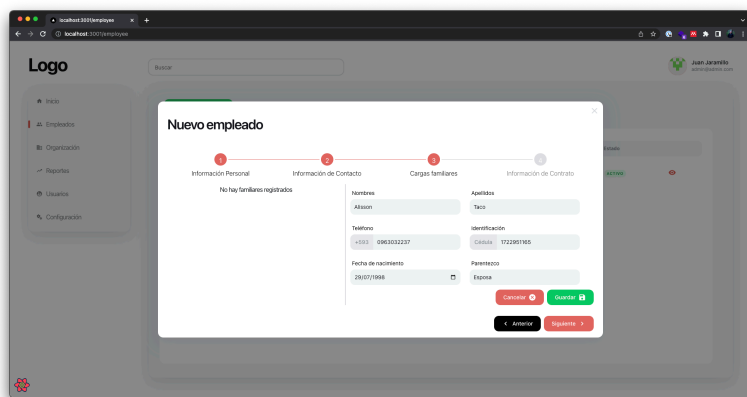 localhost:3001/employee
localhost:3001/employee
Logo
Buscar
Juan Jaramillo
admin@admin.com
Inicio
Empleados
Organización
Reportes
Usuarios
Configuración
Estado
ACTIVO
Nuevo empleado
1
2
3
4
Información Personal
Información de Contacto
Cargas familiares
Información de Contrato
No hay familiares registrados
Nombres
Apellidos
Alisson
Taco
Teléfono
Identificación
+593 0963032237
Cédula 1722951165
Fecha de nacimiento
Parentezco
29/07/1998
Esposa
Cancelar
Guardar
Anterior
Siguiente